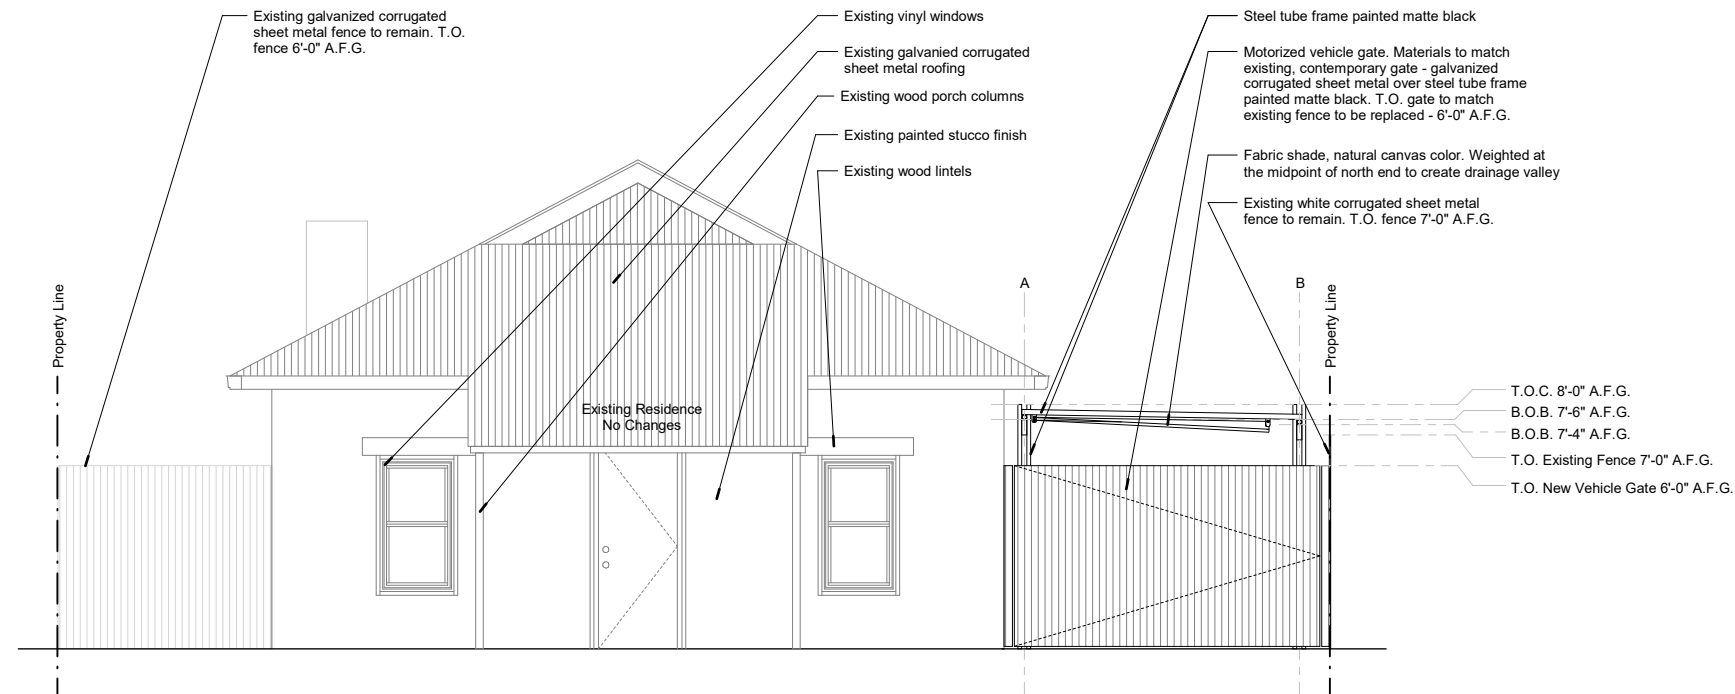 Existing galvanized corrugated
sheet metal fence to remain. T.O.
fence 6'-0" A.F.G.
Existing vinyl windows
Existing galvanied corrugated
sheet metal roofing
Existing wood porch columns
Existing painted stucco finish
Existing wood lintels
Steel tube frame painted matte black
Motorized vehicle gate. Materials to match
existing, contemporary gate - galvanized
corrugated sheet metal over steel tube frame
painted matte black. T.O. gate to match
existing fence to be replaced - 6'-0" A.F.G.
Fabric shade, natural canvas color. Weighted at
the midpoint of north end to create drainage valley
Existing white corrugated sheet metal
fence to remain. T.O. fence 7'-0" A.F.G.
A
B
Property Line
Property Line
Existing Residence
No Changes
T.O.C. 8'-0" A.F.G.
B.O.B. 7'-6" A.F.G.
B.O.B. 7'-4" A.F.G.
T.O. Existing Fence 7'-0" A.F.G.
T.O. New Vehicle Gate 6'-0" A.F.G.